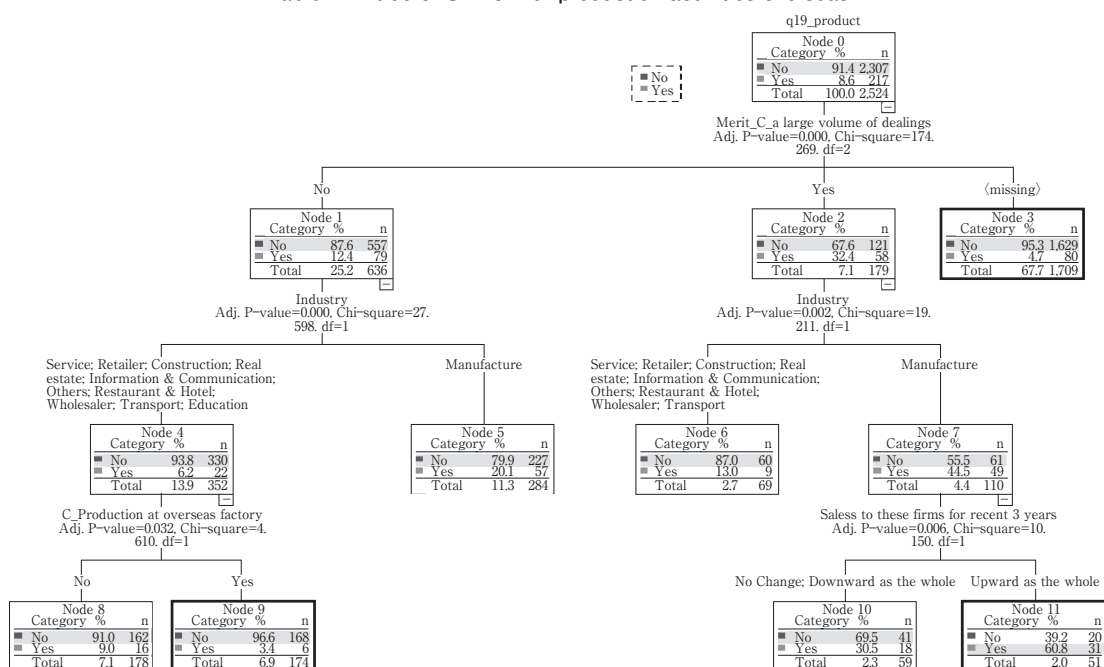 q19_product
Node 0
Category % n
No 91.4 2,307
Yes 8.6 217
Total 100.0 2,524
No
Yes
Merit_C_a large volume of dealings
Adj. P-value=0.000, Chi-square=174.
269. df=2
No
Yes
〈missing〉
Node 1
Category % n
No 87.6 557
Yes 12.4 79
Total 25.2 636
Node 2
Category % n
No 67.6 121
Yes 32.4 58
Total 7.1 179
Node 3
Category % n
No 95.3 1,629
Yes 4.7 80
Total 67.7 1,709
Industry
Adj. P-value=0.000, Chi-square=27.
598. df=1
Industry
Adj. P-value=0.002, Chi-square=19.
211. df=1
Service; Retailer; Construction; Real
estate; Information & Communication;
Others; Restaurant & Hotel;
Wholesaler; Transport; Education
Manufacture
Service; Retailer; Construction; Real
estate; Information & Communication;
Others; Restaurant & Hotel;
Wholesaler; Transport
Manufacture
Node 4
Category % n
No 93.8 330
Yes 6.2 22
Total 13.9 352
Node 5
Category % n
No 79.9 227
Yes 20.1 57
Total 11.3 284
Node 6
Category % n
No 87.0 60
Yes 13.0 9
Total 2.7 69
Node 7
Category % n
No 55.5 61
Yes 44.5 49
Total 4.4 110
C_Production at overseas factory
Adj. P-value=0.032, Chi-square=4.
610. df=1
Saless to these firms for recent 3 years
Adj. P-value=0.006, Chi-square=10.
150. df=1
No
Yes
No Change; Downward as the whole
Upward as the whole
Node 8
Category % n
No 91.0 162
Yes 9.0 16
Total 7.1 178
Node 9
Category % n
No 96.6 168
Yes 3.4 6
Total 6.9 174
Node 10
Category % n
No 69.5 41
Yes 30.5 18
Total 2.3 59
Node 11
Category % n
No 39.2 20
Yes 60.8 31
Total 2.0 51